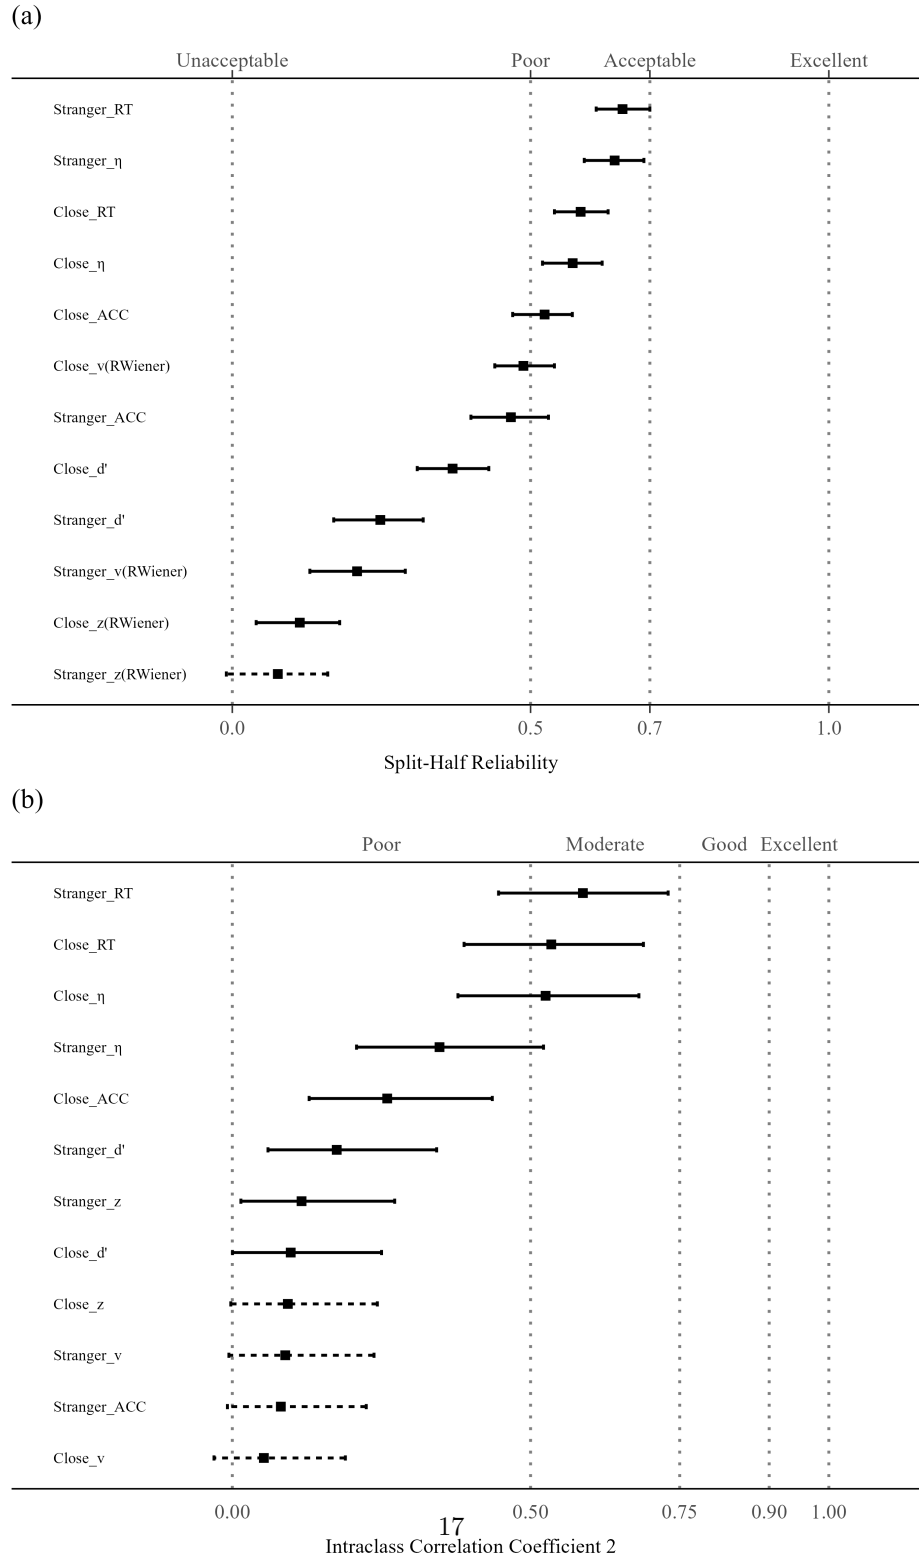 (a)
Unacceptable Poor Acceptable Excellent
Stranger_RT
Stranger_η
Close_RT
Close_η
Close_ACC
Close_v(RWiener)
Stranger_ACC
Close_d'
Stranger_d'
Stranger_v(RWiener)
Close_z(RWiener)
Stranger_z(RWiener)
0.0 0.5 0.7 1.0
Split-Half Reliability
(b)
Poor Moderate Good Excellent
Stranger_RT
Close_RT
Close_η
Stranger_η
Close_ACC
Stranger_d'
Stranger_z
Close_d'
Close_z
Stranger_v
Stranger_ACC
Close_v
0.00 0.50 0.75 0.90 1.00
17
Intraclass Correlation Coefficient 2